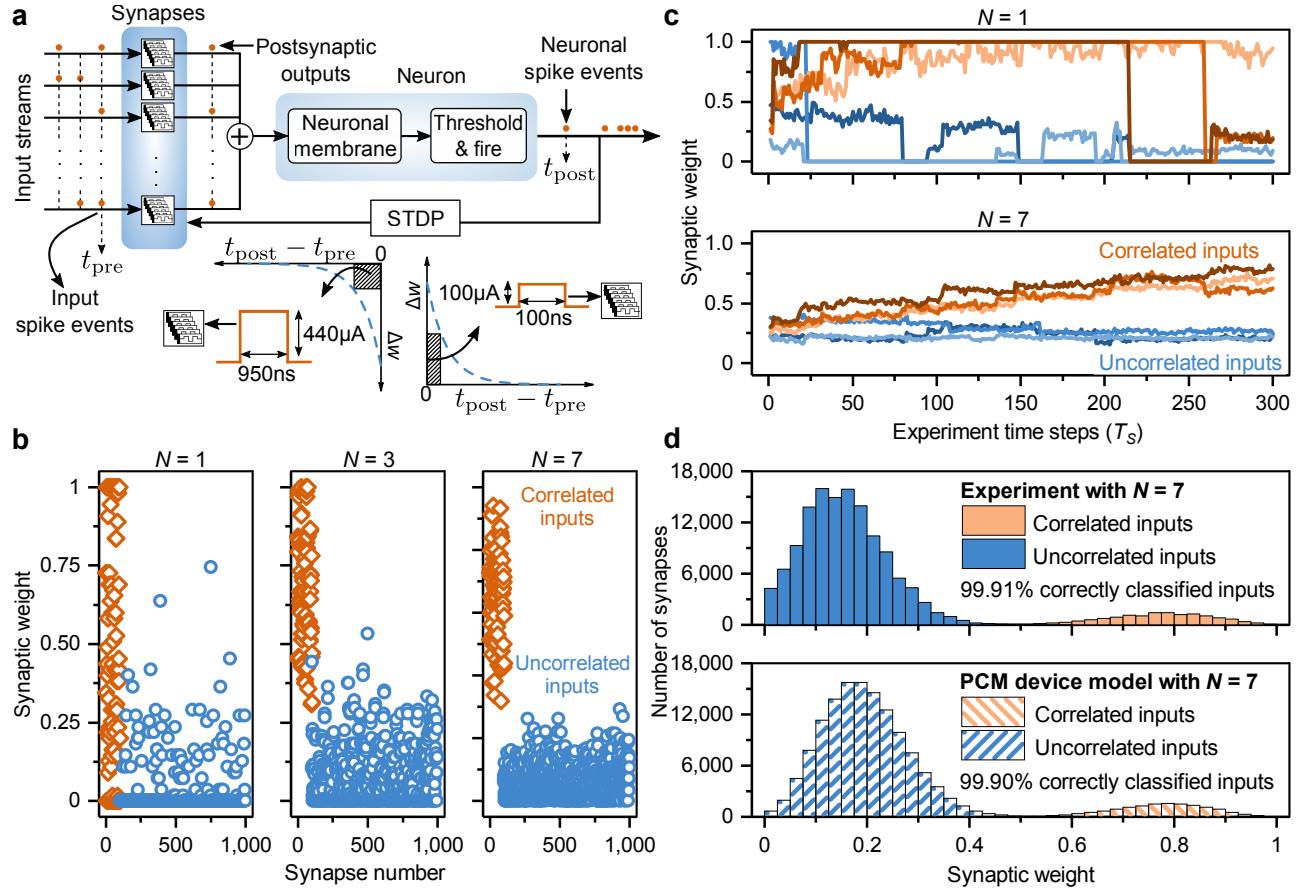 a
Synapses
Input streams
Postsynaptic
outputs
Neuron
Neuronal
spike events
Neuronal
membrane
Threshold
& fire
t_post
STDP
t_pre
Input
spike events
t_post − t_pre
0
Δw
440μA
950ns
Δw
100μA
100ns
0
t_post − t_pre
b
N = 1
N = 3
N = 7
Synaptic weight
1
0.75
0.50
0.25
0
Correlated
inputs
Uncorrelated
inputs
0 500 1,000
0 500 1,000
0 500 1,000
Synapse number
c
N = 1
Synaptic weight
1.0
0.5
0
N = 7
1.0
0.5
0
Correlated inputs
Uncorrelated inputs
0 50 100 150 200 250 300
Experiment time steps (T_S)
d
Number of synapses
18,000
12,000
6,000
0
Experiment with N = 7
Correlated inputs
Uncorrelated inputs
99.91% correctly classified inputs
18,000
12,000
6,000
0
PCM device model with N = 7
Correlated inputs
Uncorrelated inputs
99.90% correctly classified inputs
0 0.2 0.4 0.6 0.8 1
Synaptic weight